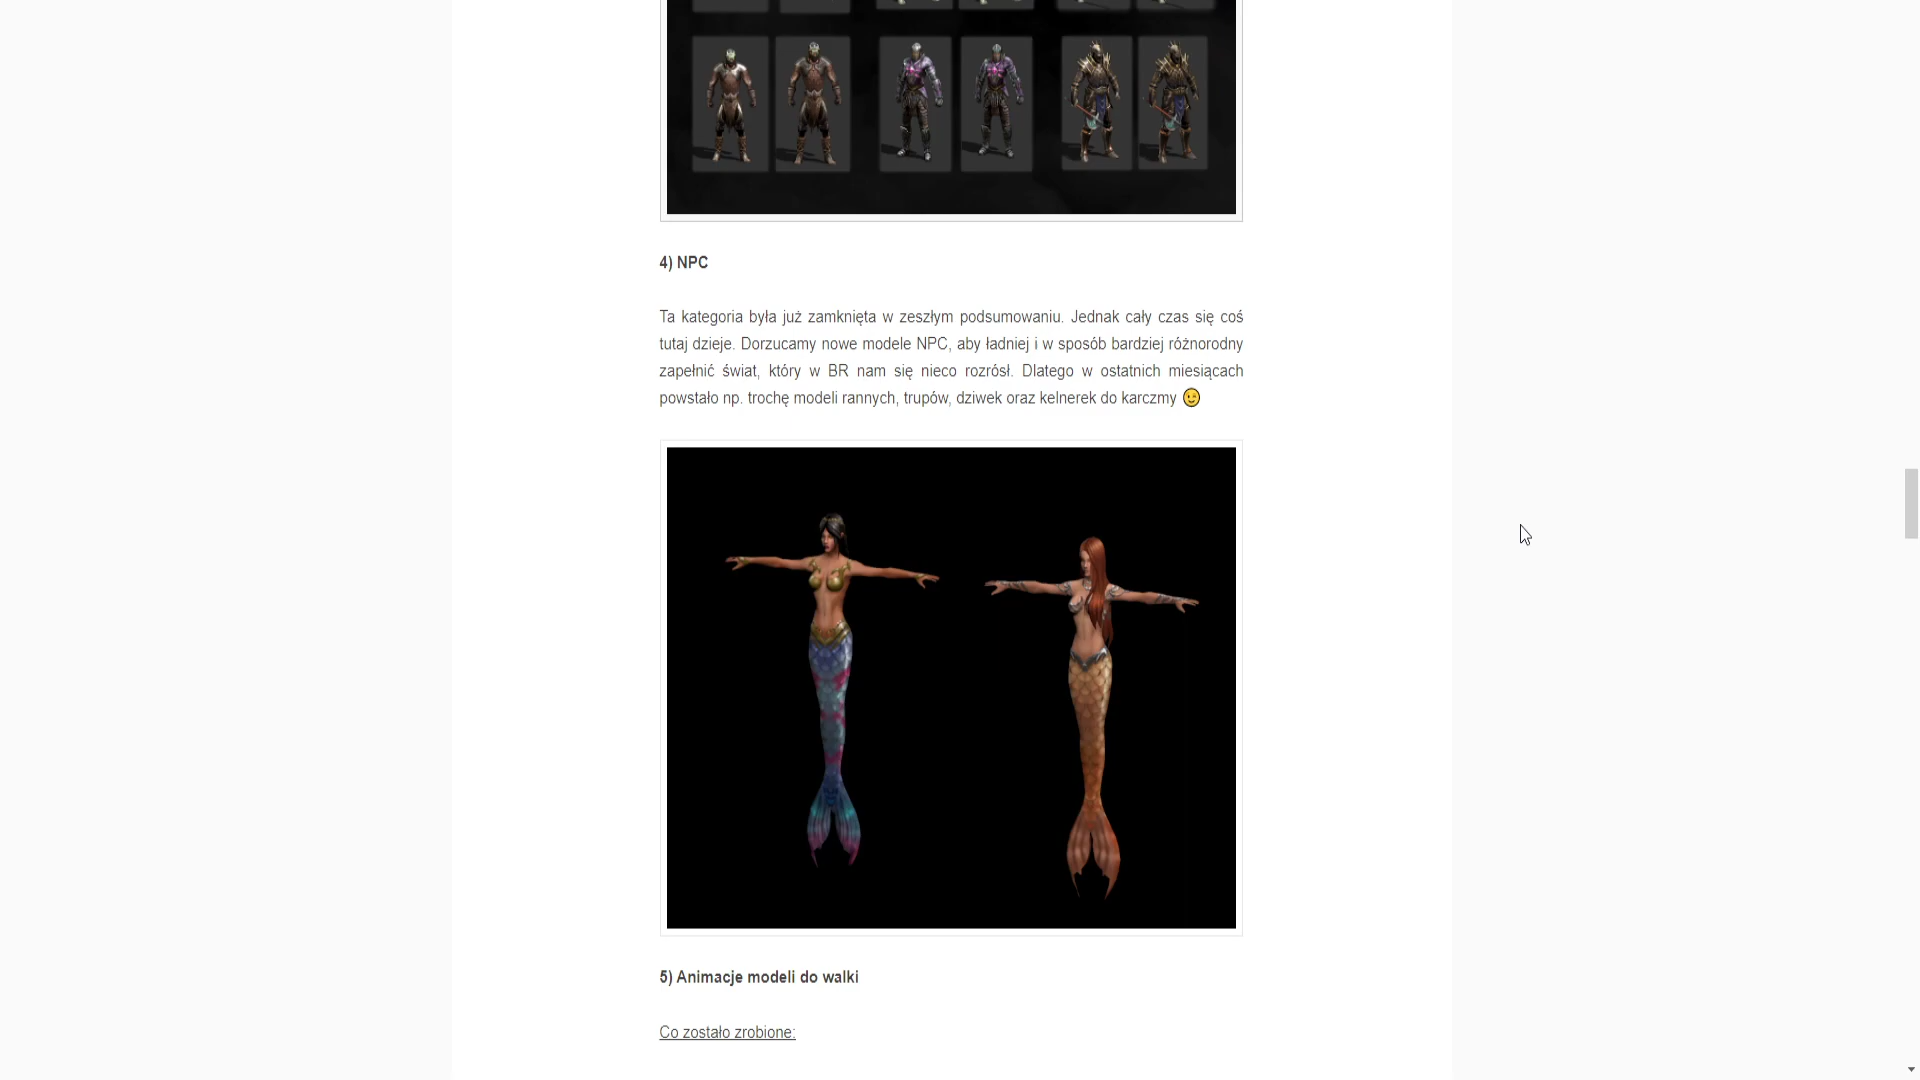 4) NPC
Ta kategoria była już zamknięta w zeszłym podsumowaniu. Jednak cały czas się coś
tutaj dzieje. Dorzucamy nowe modele NPC, aby ładniej i w sposób bardziej różnorodny
zapełnić świat, który w BR nam się nieco rozrósł. Dlatego w ostatnich miesiącach
powstało np. trochę modeli rannych, trupów, dziwek oraz kelnerek do karczmy 😉
5) Animacje modeli do walki
Co zostało zrobione: